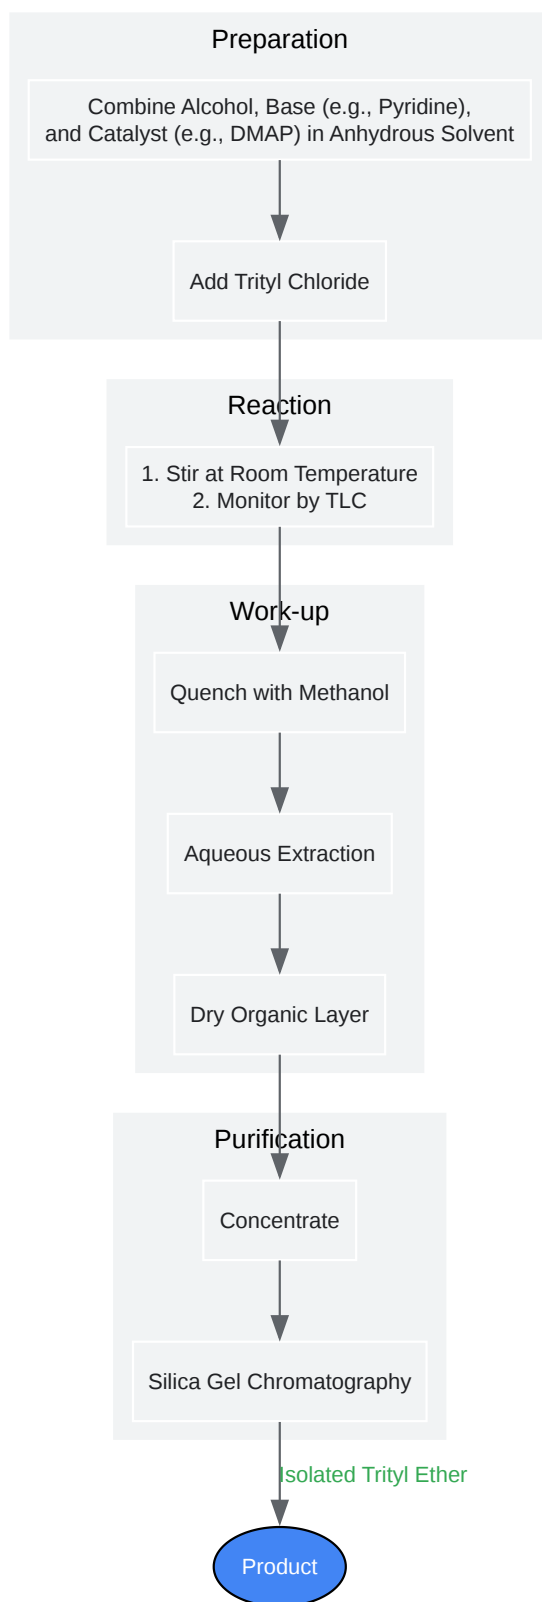 Preparation
Combine Alcohol, Base (e.g., Pyridine),
and Catalyst (e.g., DMAP) in Anhydrous Solvent
Add Trityl Chloride
Reaction
1. Stir at Room Temperature
2. Monitor by TLC
Work-up
Quench with Methanol
Aqueous Extraction
Dry Organic Layer
Purification
Concentrate
Silica Gel Chromatography
Isolated Trityl Ether
Product